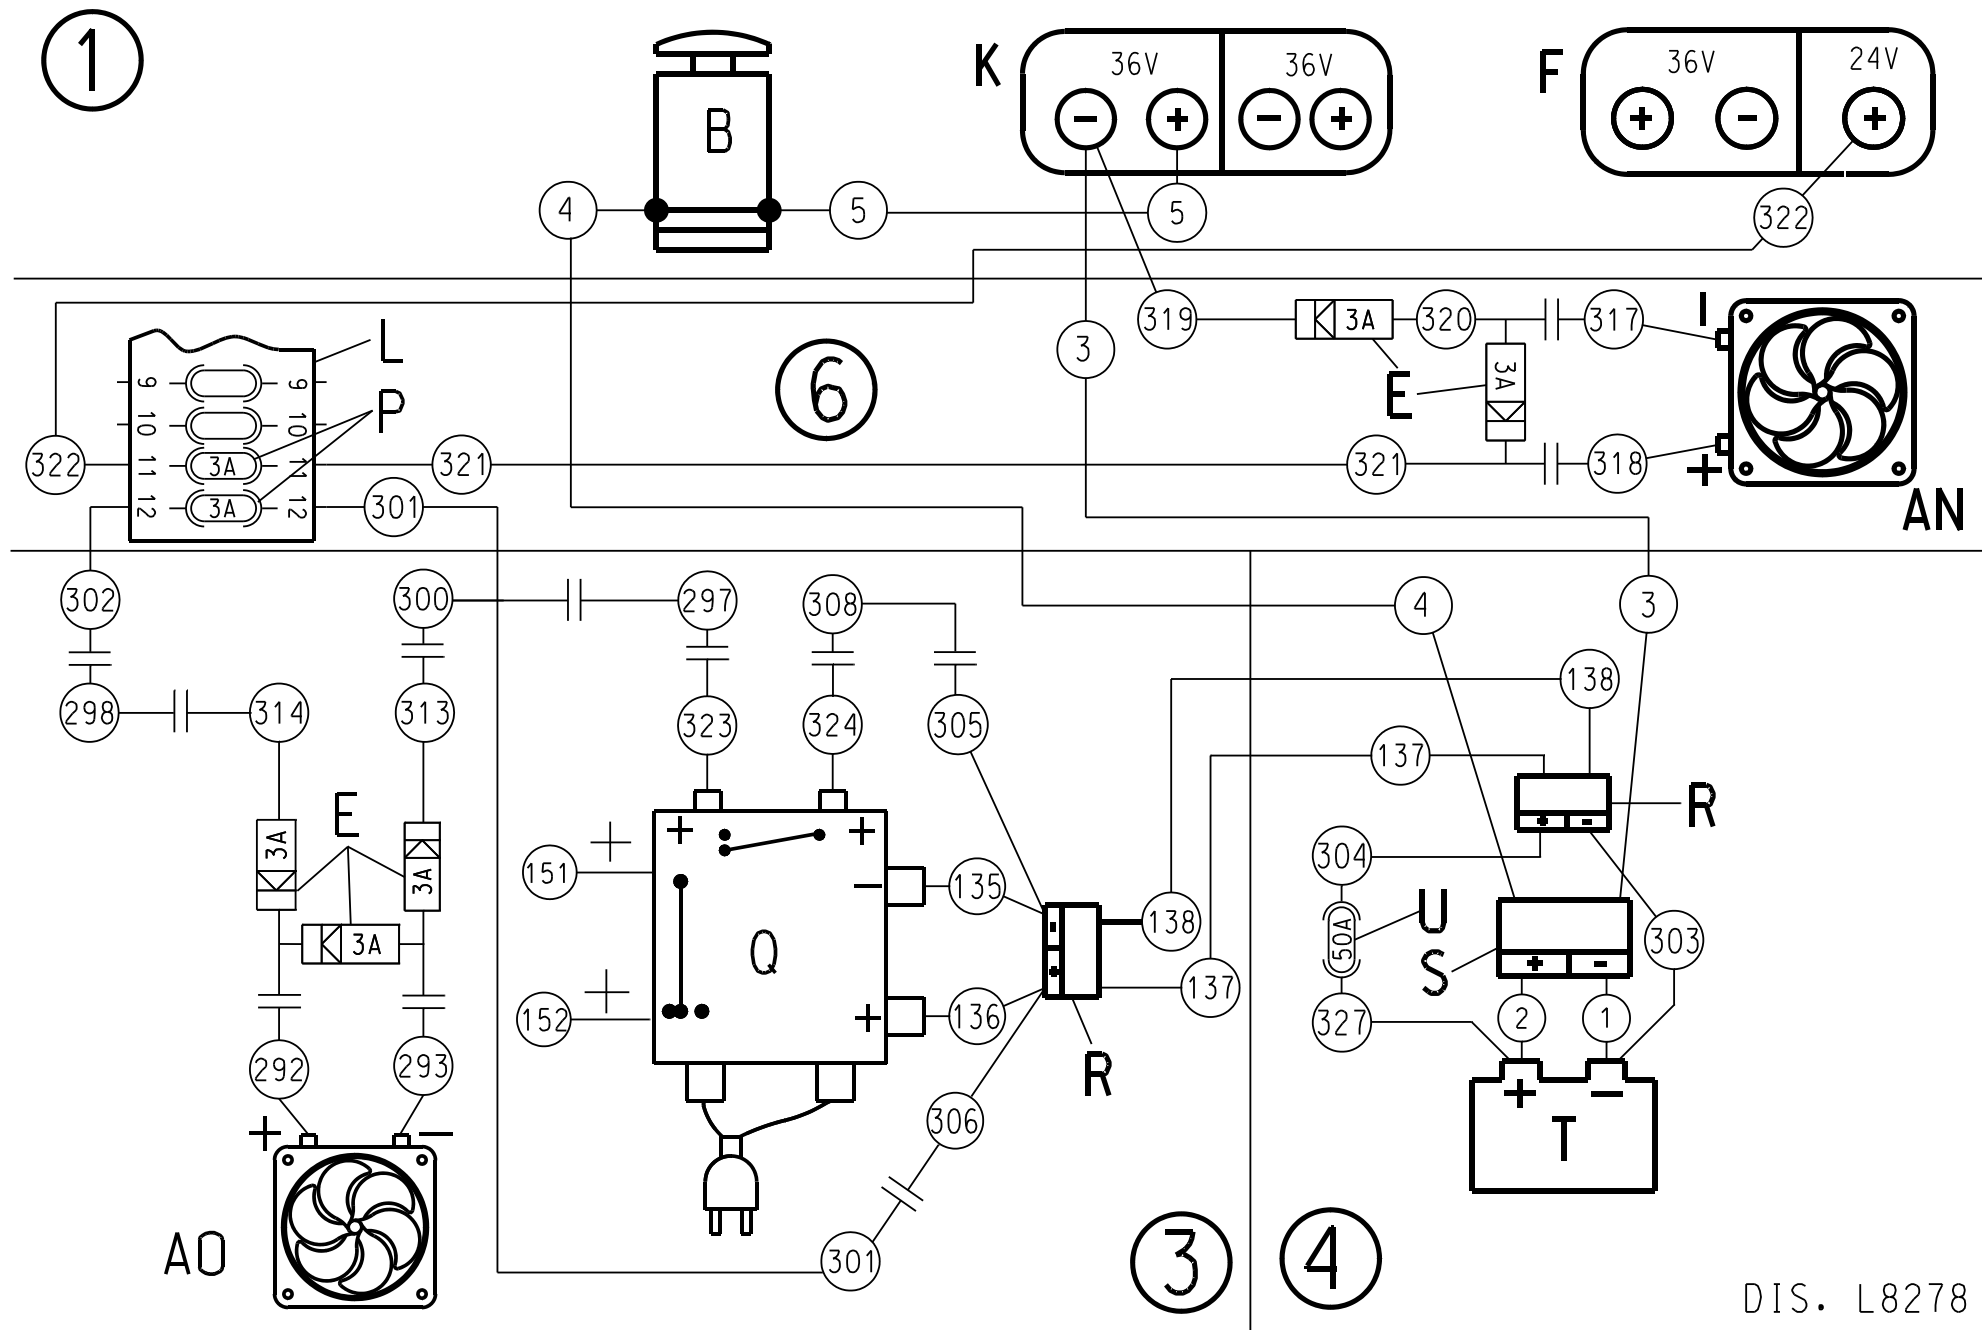 1
B
K
36V
36V
- + - +
F
36V
24V
+ - +
4
5
5
322
L
P
9 9
10 10
11 3A 11
12 3A 12
322
321
301
6
3
319
3A
320
317
I
3A
E
321
318
+
AN
302
300
297
308
4
3
298
314
313
323
324
305
138
137
R
+ -
304
50A
U
S
+ -
303
327
2
1
+ -
T
3A
E
3A
3A
292
293
+ -
AO
151
+
152
+
+ +
-
Q
+
135
136
-
+
R
138
137
306
301
3
4
DIS. L8278